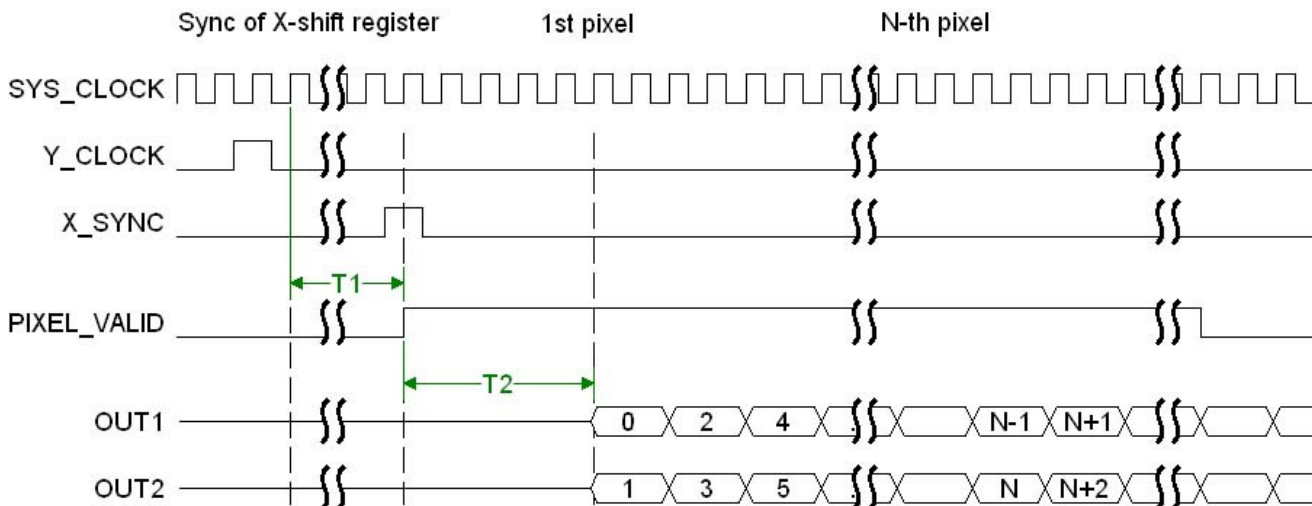 Sync of X-shift register 1st pixel N-th pixel
SYS_CLOCK
Y_CLOCK
X_SYNC
T1
PIXEL_VALID
T2
OUT1 0 2 4 . N-1 N+1
OUT2 1 3 5 . N N+2